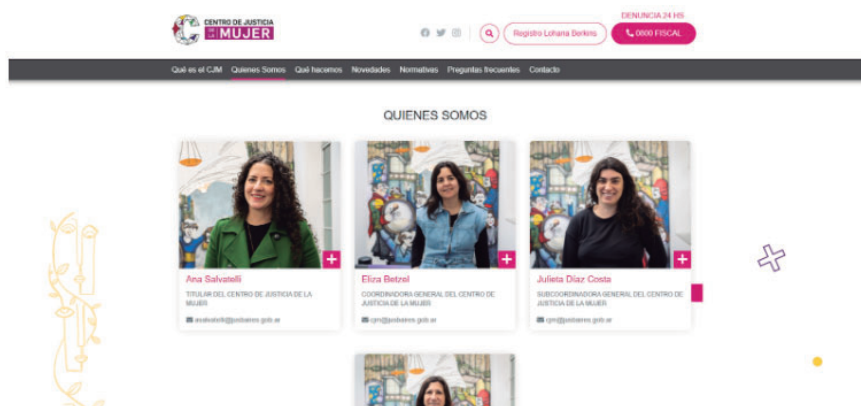 CENTRO DE JUSTICIA
DE LA MUJER
DENUNCIA 24 HS
Registro Lohana Berkins
0800 FISCAL
Qué es el CJM Quienes Somos Qué hacemos Novedades Normativas Preguntas frecuentes Contacto
QUIENES SOMOS
Ana Salvatelli
TITULAR DEL CENTRO DE JUSTICIA DE LA
MUJER
asalvatelli@jusbaires.gob.ar
Eliza Betzel
COORDINADORA GENERAL DEL CENTRO DE
JUSTICIA DE LA MUJER
cjm@jusbaires.gob.ar
Julieta Díaz Costa
SUBCOORDINADORA GENERAL DEL CENTRO DE
JUSTICIA DE LA MUJER
cjm@jusbaires.gob.ar